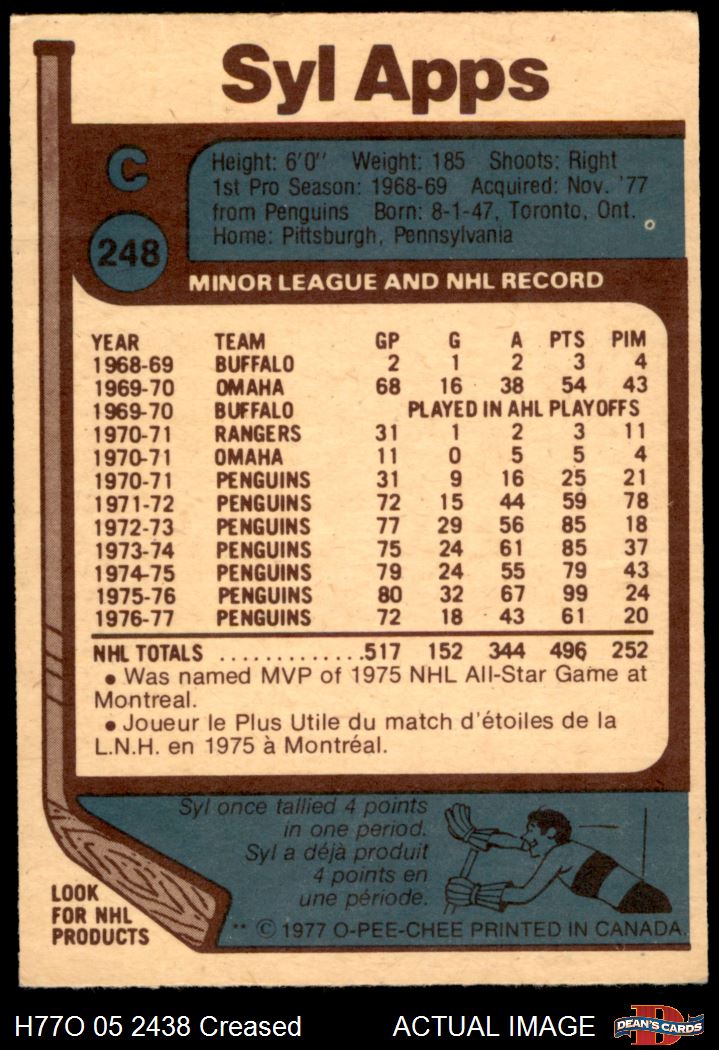 Syl Apps
C
248
Height: 6'0'' Weight: 185 Shoots: Right
1st Pro Season: 1968-69 Acquired: Nov. '77
from Penguins Born: 8-1-47, Toronto, Ont.
Home: Pittsburgh, Pennsylvania
MINOR LEAGUE AND NHL RECORD
YEAR TEAM GP G A PTS PIM
1968-69 BUFFALO 2 1 2 3 4
1969-70 OMAHA 68 16 38 54 43
1969-70 BUFFALO PLAYED IN AHL PLAYOFFS
1970-71 RANGERS 31 1 2 3 11
1970-71 OMAHA 11 0 5 5 4
1970-71 PENGUINS 31 9 16 25 21
1971-72 PENGUINS 72 15 44 59 78
1972-73 PENGUINS 77 29 56 85 18
1973-74 PENGUINS 75 24 61 85 37
1974-75 PENGUINS 79 24 55 79 43
1975-76 PENGUINS 80 32 67 99 24
1976-77 PENGUINS 72 18 43 61 20
NHL TOTALS .............517 152 344 496 252
• Was named MVP of 1975 NHL All-Star Game at
Montreal.
• Joueur le Plus Utile du match d'étoiles de la
L.N.H. en 1975 à Montréal.
Syl once tallied 4 points
in one period.
Syl a déjà produit
4 points en
une période.
LOOK
FOR NHL
PRODUCTS
** © 1977 O-PEE-CHEE PRINTED IN CANADA.
H77O 05 2438 Creased ACTUAL IMAGE
D
DEAN'S CARDS